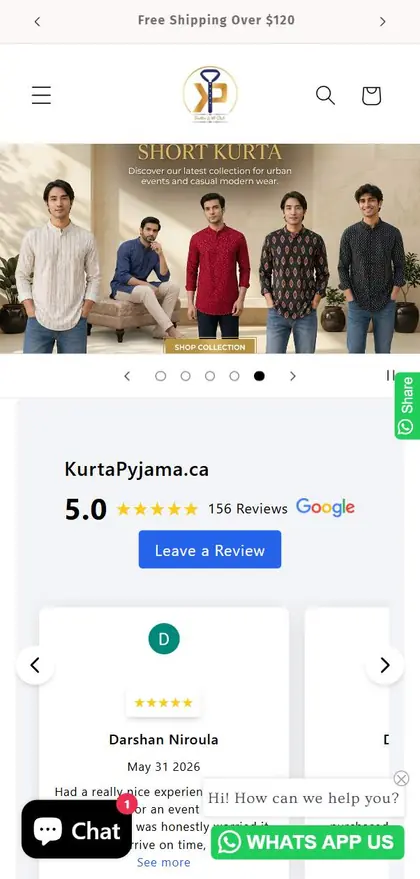 Free Shipping Over $120
KP
SHORT KURTA
Discover our latest collection for urban
events and casual modern wear.
SHOP COLLECTION
Share
KurtaPyjama.ca
5.0 156 Reviews Google
Leave a Review
D
Darshan Niroula
D
May 31 2026
Had a really nice experien
or an event
was honestly worried it
rive on time,
See more
Hi! How can we help you?
1
Chat
WHATS APP US